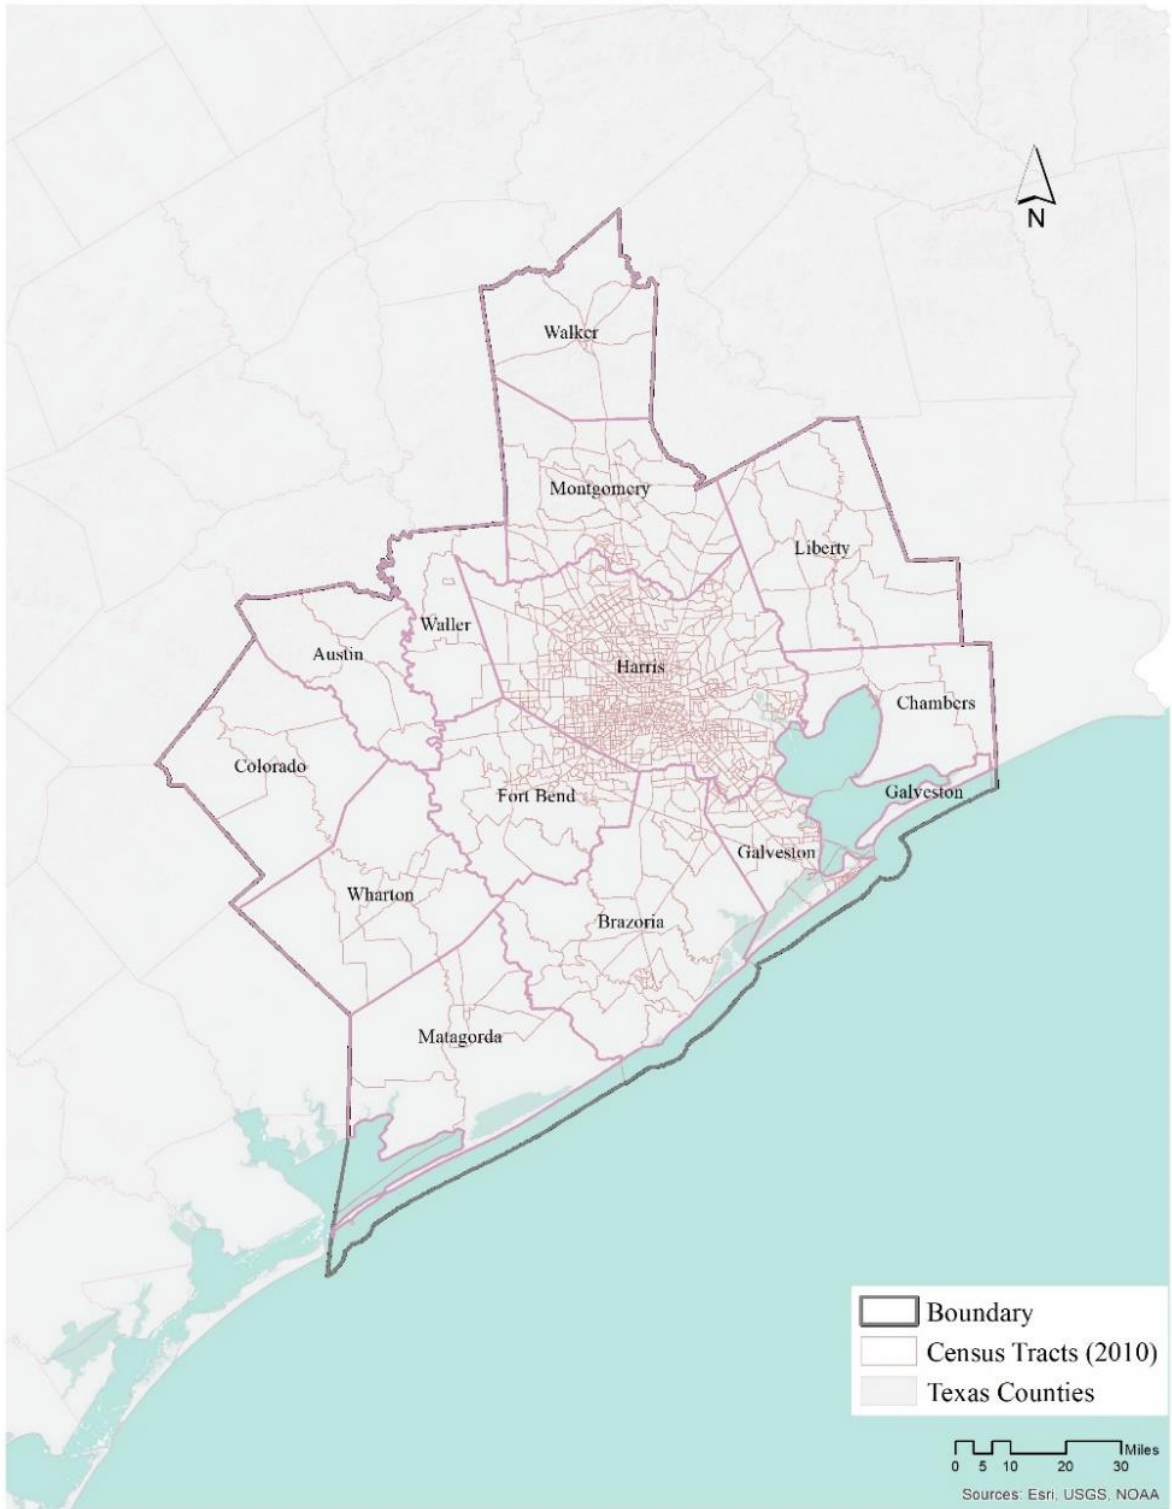 N
Walker
Montgomery
Liberty
Waller
Austin
Harris
Chambers
Colorado
Fort Bend
Galveston
Galveston
Wharton
Brazoria
Matagorda
Boundary
Census Tracts (2010)
Texas Counties
Miles
0 5 10 20 30
Sources: Esri, USGS, NOAA